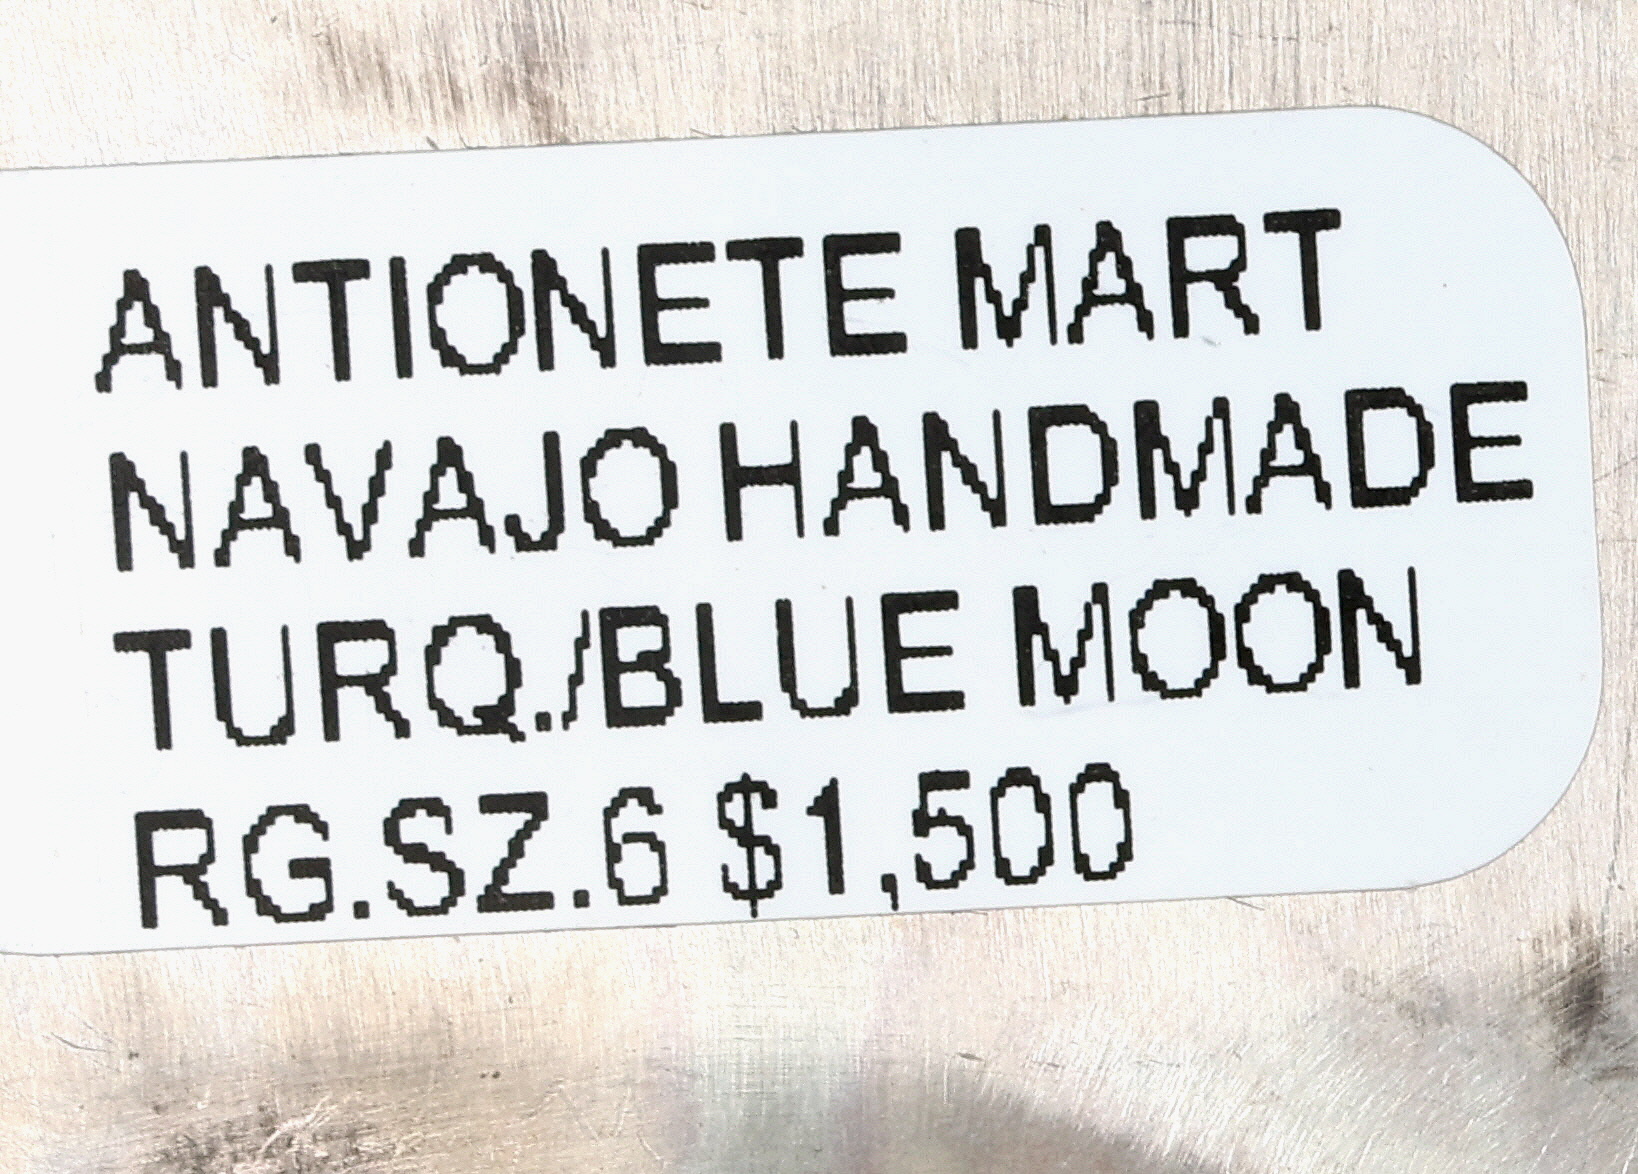 ANTIONETE MART
NAVAJO HANDMADE
TURQ./BLUE MOON
RG.SZ.6 $1,500